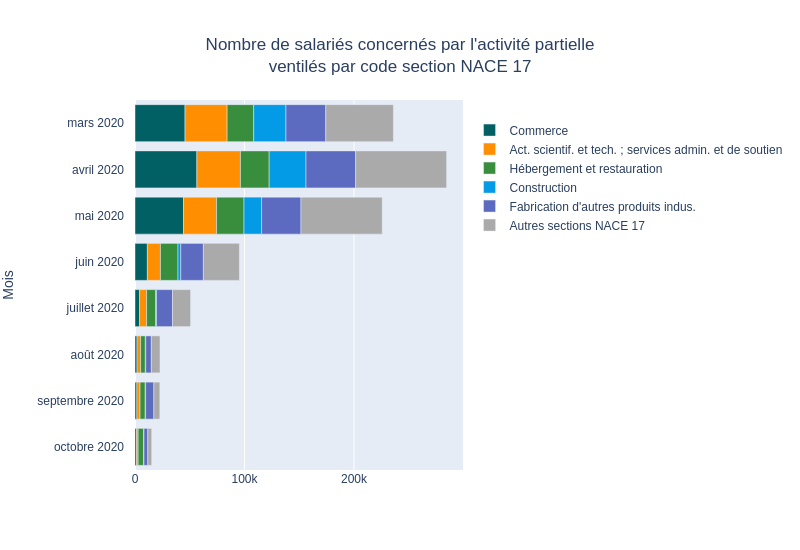 Nombre de salariés concernés par l'activité partielle
ventilés par code section NACE 17
mars 2020
avril 2020
mai 2020
juin 2020
juillet 2020
août 2020
septembre 2020
octobre 2020
Mois
0
100k
200k
Commerce
Act. scientif. et tech. ; services admin. et de soutien
Hébergement et restauration
Construction
Fabrication d'autres produits indus.
Autres sections NACE 17